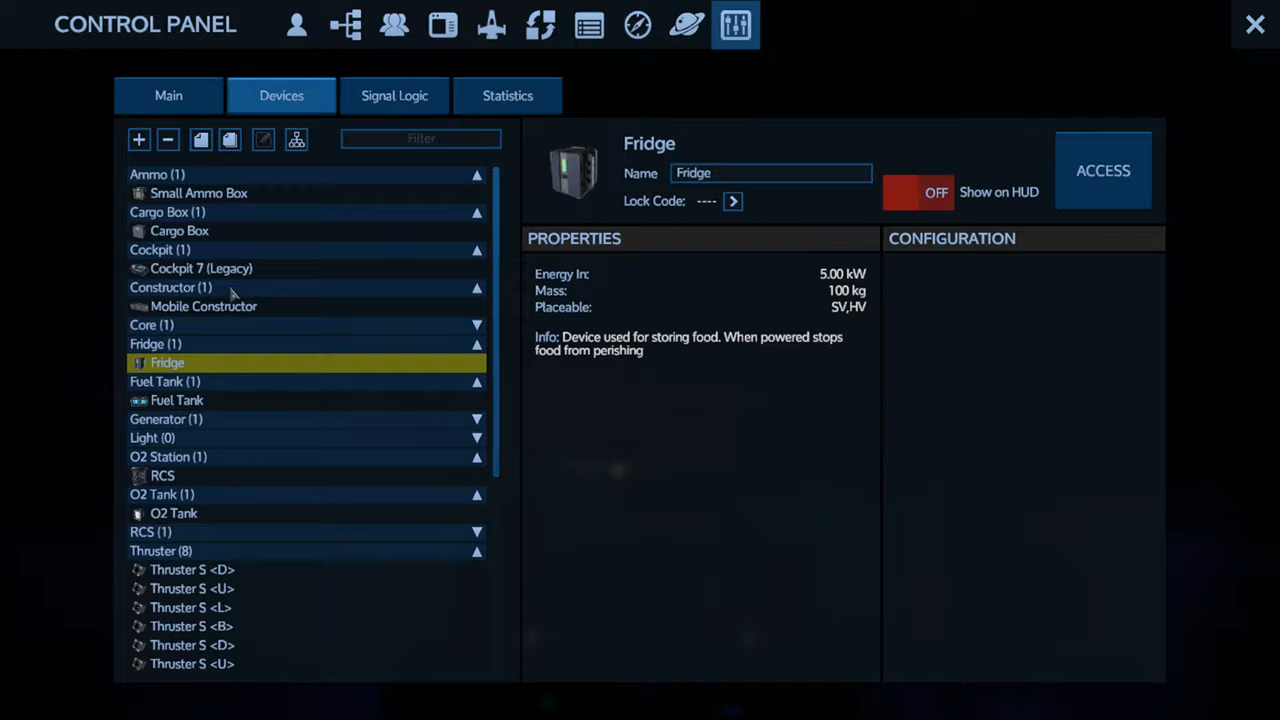 CONTROL PANEL
Main
Devices
Signal Logic
Statistics
Filter
Ammo (1)
Small Ammo Box
Cargo Box (1)
Cargo Box
Cockpit (1)
Cockpit 7 (Legacy)
Constructor (1)
Mobile Constructor
Core (1)
Fridge (1)
Fridge
Fuel Tank (1)
Fuel Tank
Generator (1)
Light (0)
O2 Station (1)
RCS
O2 Tank (1)
O2 Tank
RCS (1)
Thruster (8)
Thruster S <D>
Thruster S <U>
Thruster S <L>
Thruster S <B>
Thruster S <D>
Thruster S <U>
Fridge
Name Fridge
Lock Code: ----
OFF Show on HUD
ACCESS
PROPERTIES
Energy In: 5.00 kW
Mass: 100 kg
Placeable: SV,HV
Info: Device used for storing food. When powered stops
food from perishing
CONFIGURATION